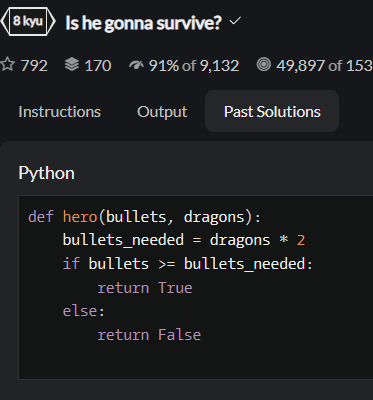 8 kyu Is he gonna survive?
792 170 91% of 9,132 49,897 of 153
Instructions Output Past Solutions
Python
def hero(bullets, dragons):
    bullets_needed = dragons * 2
    if bullets >= bullets_needed:
        return True
    else:
        return False